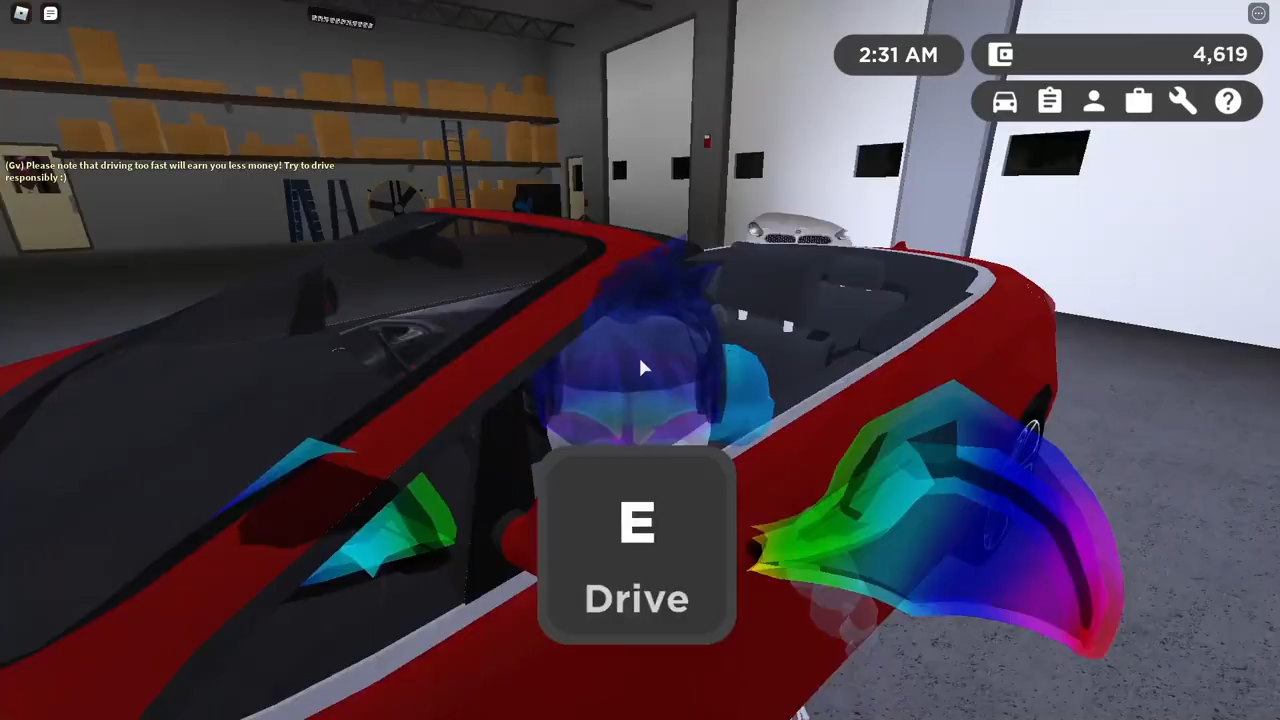 2:31 AM
4,619
(Gv) Please note that driving too fast will earn you less money! Try to drive
responsibly :)
E
Drive